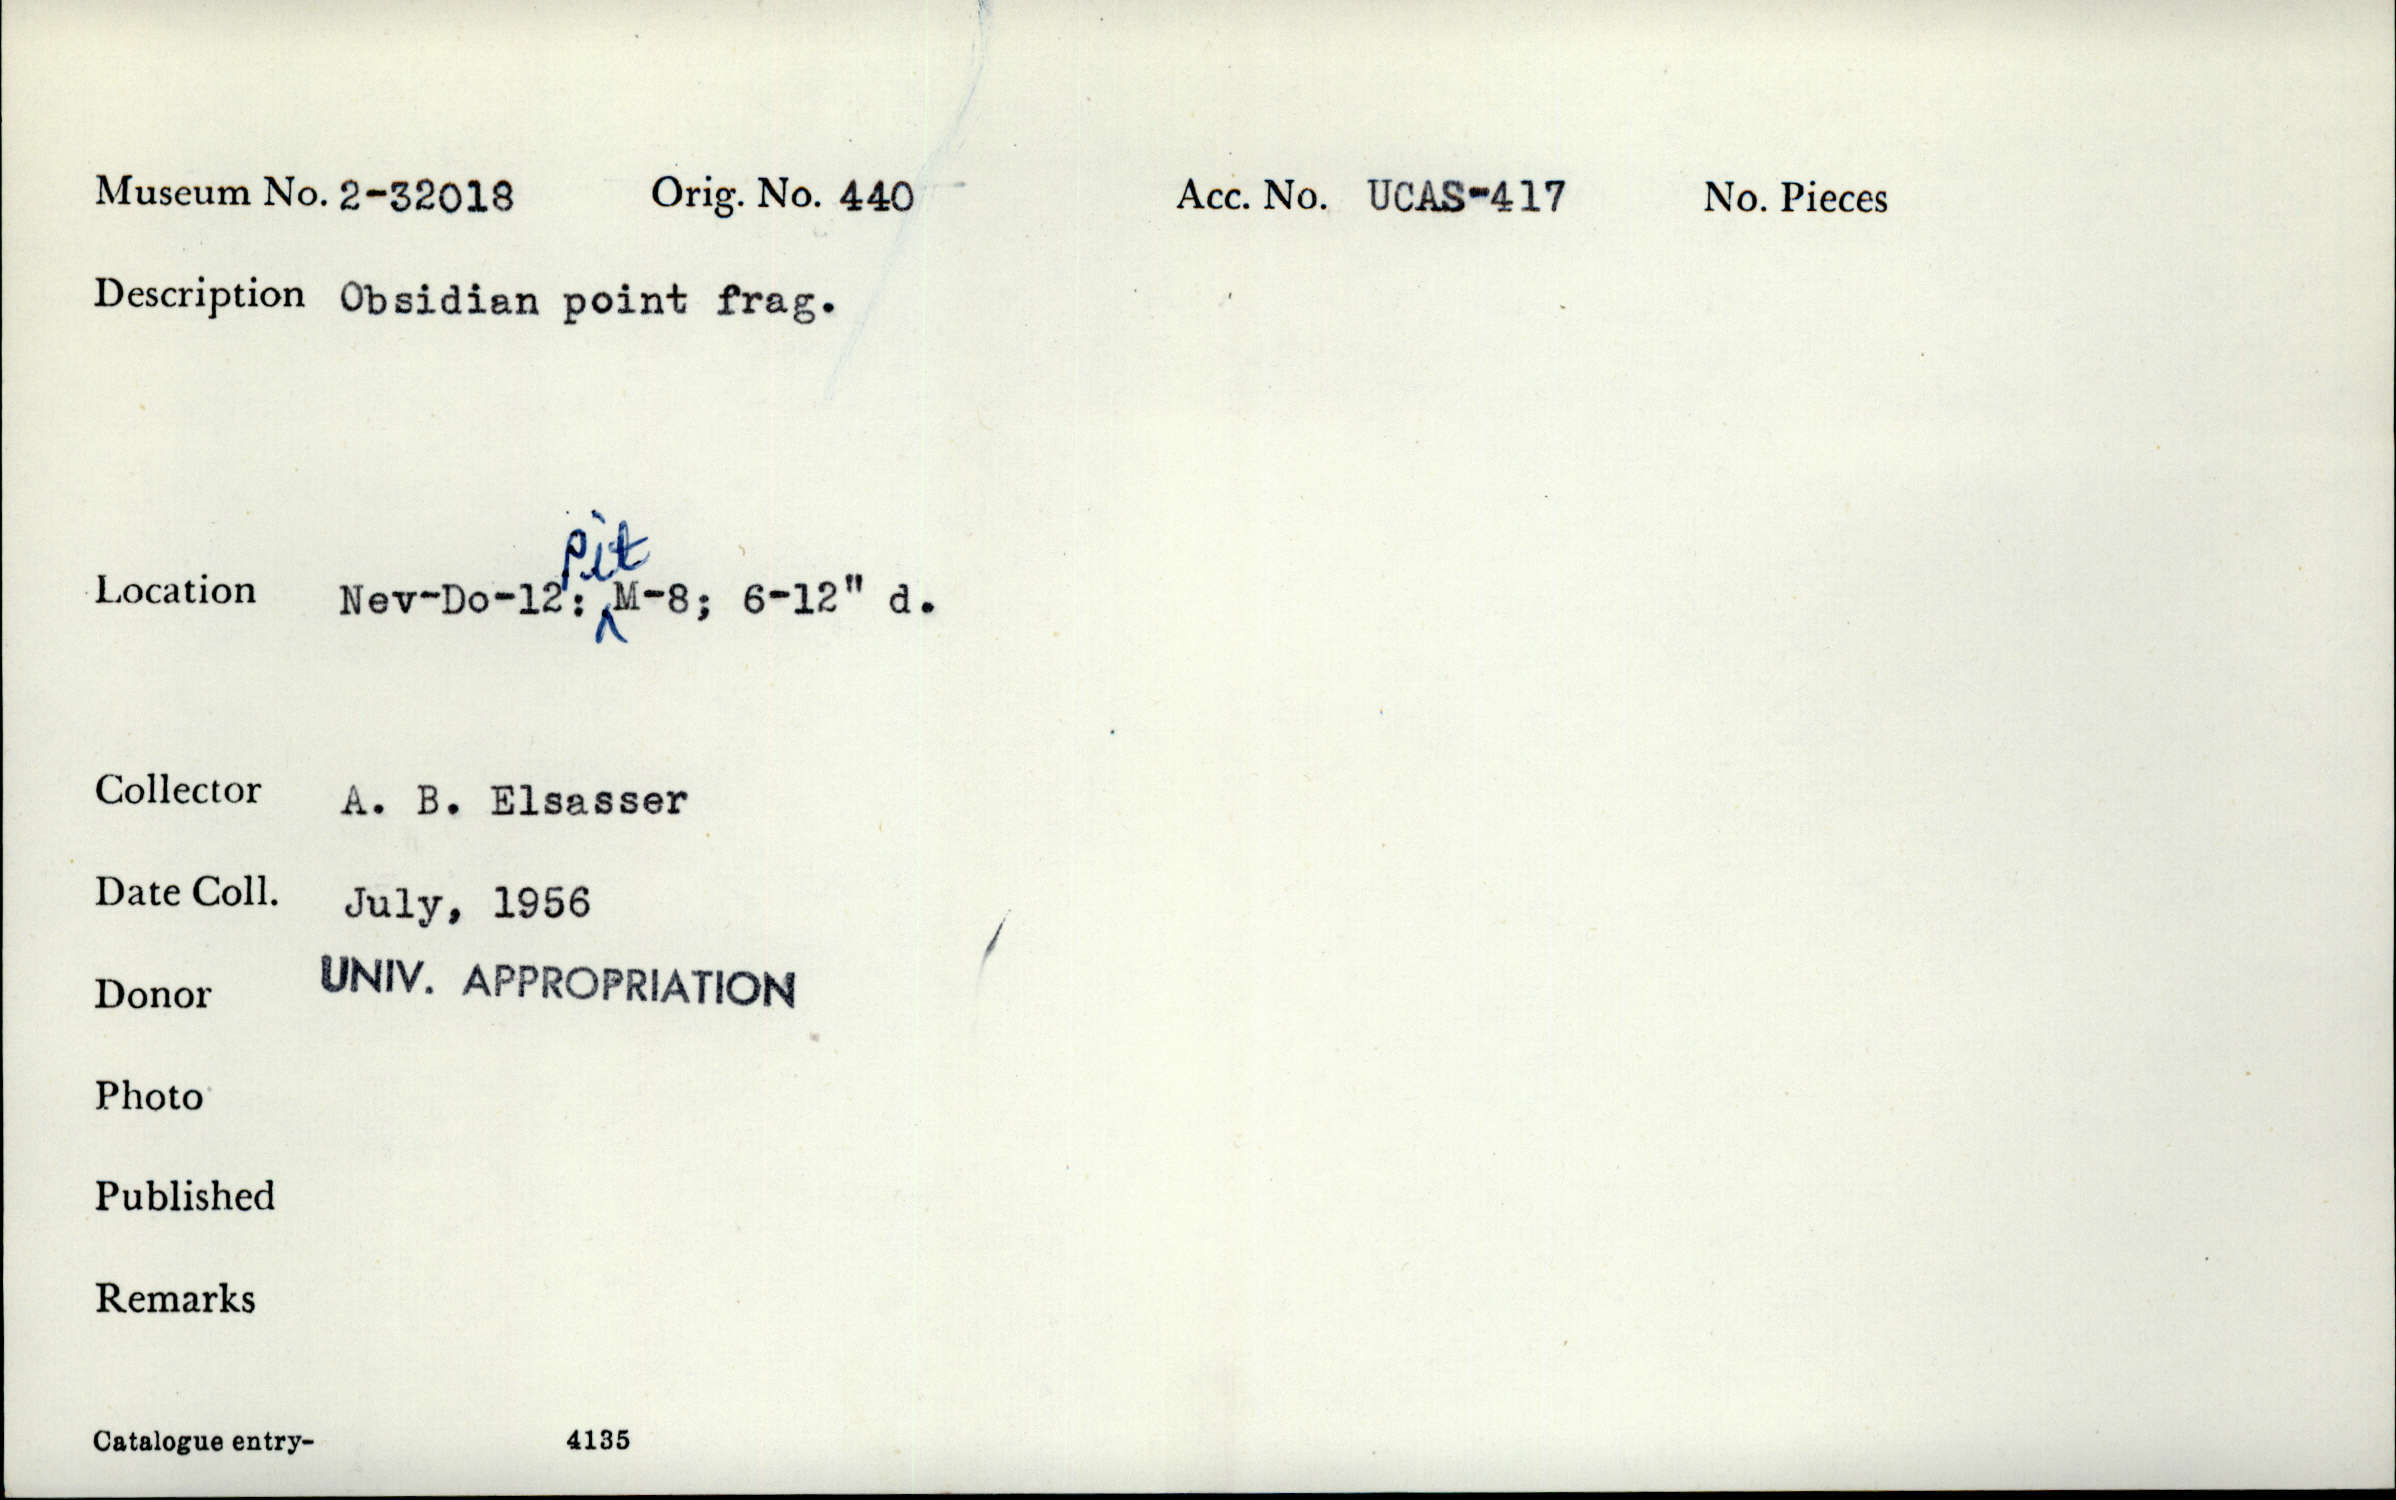 Museum No. 2-32018 Orig. No. 440 Acc. No. UCAS-417 No. Pieces
Description Obsidian point frag.
Location Nev-Do-12: pit M-8; 6-12" d.
Collector A. B. Elsasser
Date Coll. July, 1956
Donor UNIV. APPROPRIATION
Photo
Published
Remarks
Catalogue entry- 4135